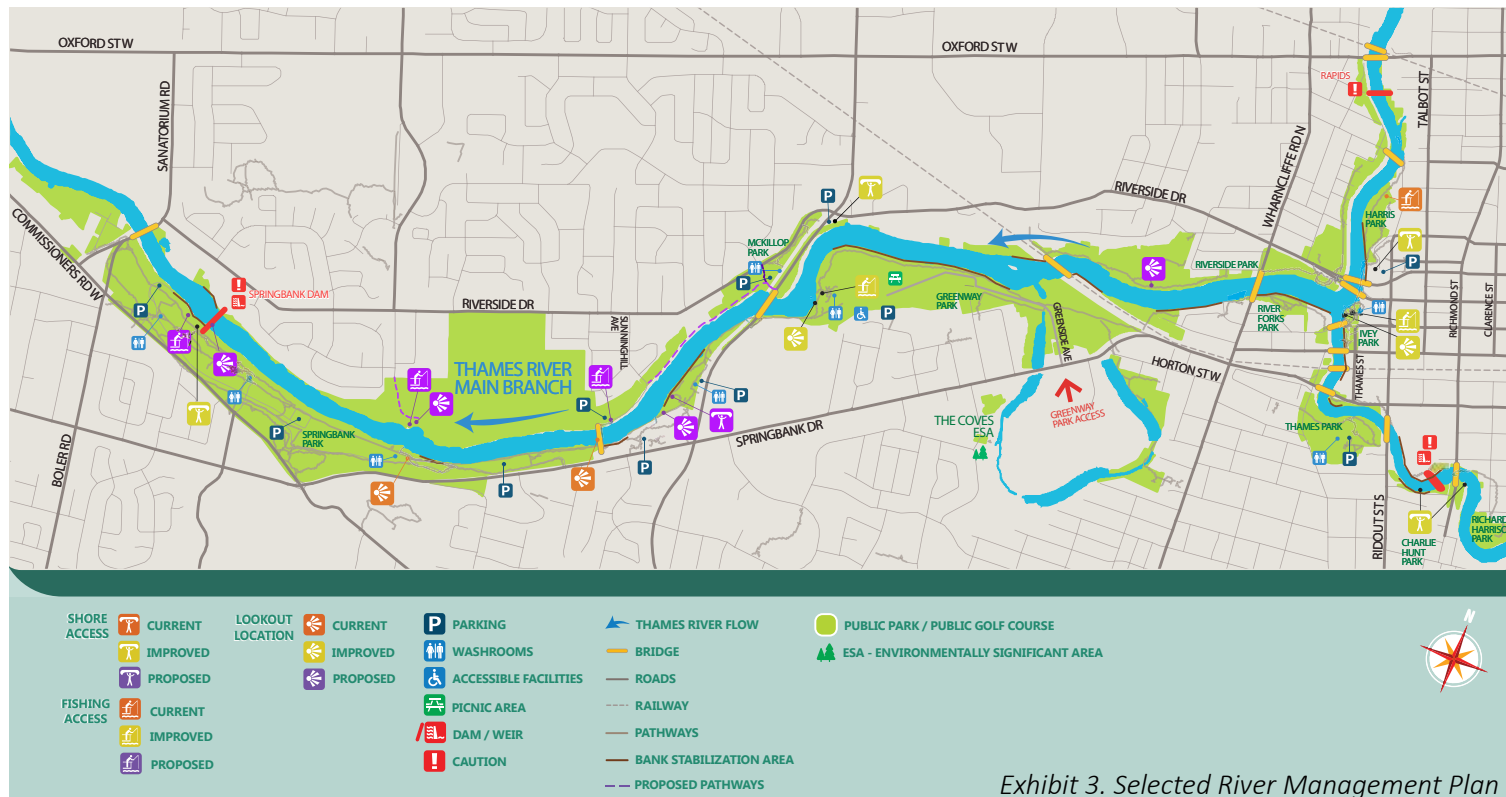 OXFORD ST W
OXFORD ST W
SANATORIUM RD
COMMISSIONERS RD W
BOLER RD
SPRINGBANK DAM
RIVERSIDE DR
SPRINGBANK
PARK
THAMES RIVER
MAIN BRANCH
SUNNINGHILL
AVE
MCKILLOP
PARK
SPRINGBANK DR
GREENWAY
PARK
GREENSIDE AVE
THE COVES
ESA
GREENWAY
PARK ACCESS
HORTON ST W
RIVERSIDE DR
WHARNCLIFFE RD N
RIVERSIDE PARK
RIVER
FORKS
PARK
RAPIDS
TALBOT ST
HARRIS
PARK
IVEY
PARK
RICHMOND ST
CLARENCE ST
THAMES ST
THAMES PARK
RIDOUT ST S
CHARLIE
HUNT
PARK
RICHARD
HARRISON
PARK
P
P
P
P
P
P
P
P
P
P
P
SHORE
ACCESS
CURRENT
IMPROVED
PROPOSED
FISHING
ACCESS
CURRENT
IMPROVED
PROPOSED
LOOKOUT
LOCATION
CURRENT
IMPROVED
PROPOSED
P PARKING
WASHROOMS
ACCESSIBLE FACILITIES
PICNIC AREA
DAM / WEIR
! CAUTION
THAMES RIVER FLOW
BRIDGE
ROADS
RAILWAY
PATHWAYS
BANK STABILIZATION AREA
PROPOSED PATHWAYS
PUBLIC PARK / PUBLIC GOLF COURSE
ESA - ENVIRONMENTALLY SIGNIFICANT AREA
N
Exhibit 3. Selected River Management Plan